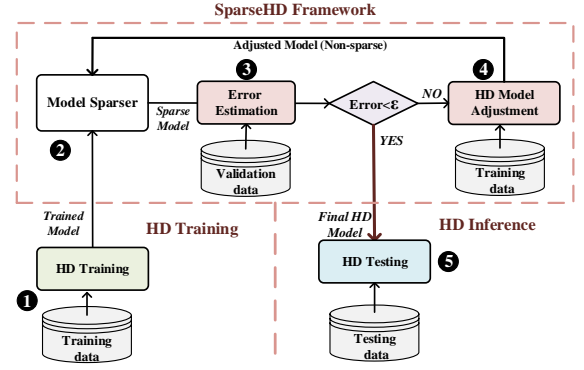 SparseHD Framework
Adjusted Model (Non-sparse)
3
4
Model Sparser
Sparse
Model
Error
Estimation
Error<ε
NO
HD Model
Adjustment
2
YES
Validation
data
Training
data
Trained
Model
HD Training
Final HD
Model
HD Inference
HD Training
HD Testing
5
1
Training
data
Testing
data